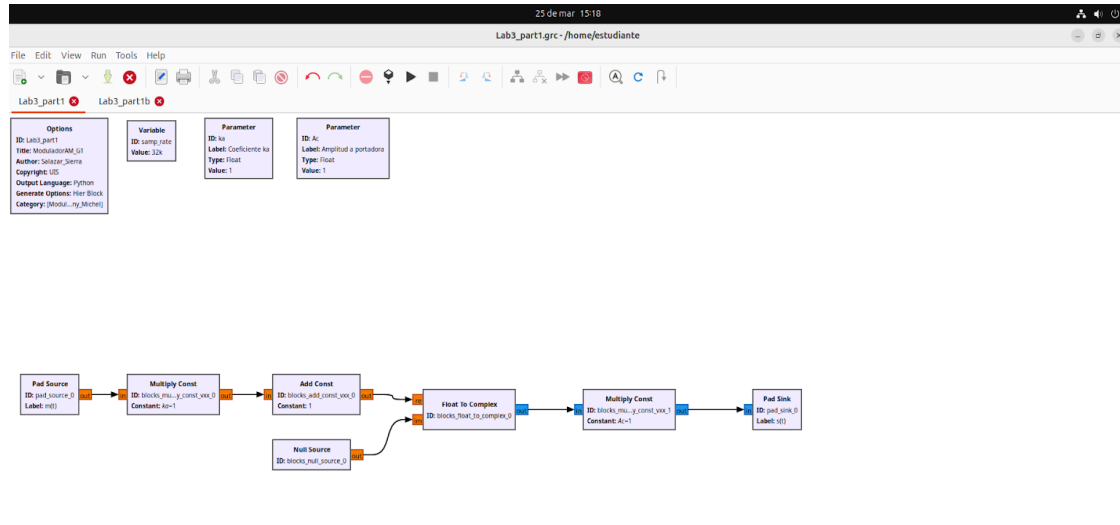 25 de mar 15:18
Lab3_part1.grc - /home/estudiante
File Edit View Run Tools Help
Lab3_part1 Lab3_part1b
Options
ID: Lab3_part1
Title: ModuladorAM_G1
Author: Salazar_Sierra
Copyright: UIS
Output Language: Python
Generate Options: Hier Block
Category: [Modul...ny_Michel]
Variable
ID: samp_rate
Value: 32k
Parameter
ID: ka
Label: Coeficiente ka
Type: Float
Value: 1
Parameter
ID: Ac
Label: Amplitud a portadora
Type: Float
Value: 1
Pad Source
ID: pad_source_0
Label: m(t)
out
in
Multiply Const
ID: blocks_mu...y_const_vxx_0
Constant: ka=1
out
in
Add Const
ID: blocks_add_const_vxx_0
Constant: 1
out
Null Source
ID: blocks_null_source_0
out
re
im
Float To Complex
ID: blocks_float_to_complex_0
out
in
Multiply Const
ID: blocks_mu...y_const_vxx_1
Constant: Ac=1
out
in
Pad Sink
ID: pad_sink_0
Label: s(t)